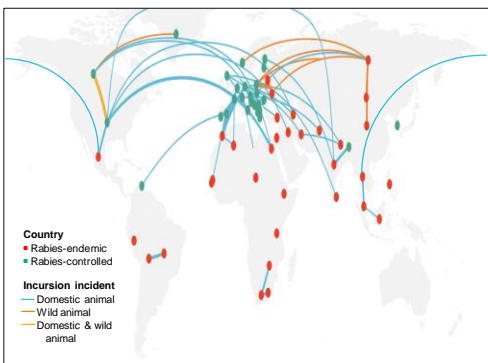 Country
Rabies-endemic
Rabies-controlled
Incursion incident
Domestic animal
Wild animal
Domestic & wild
animal